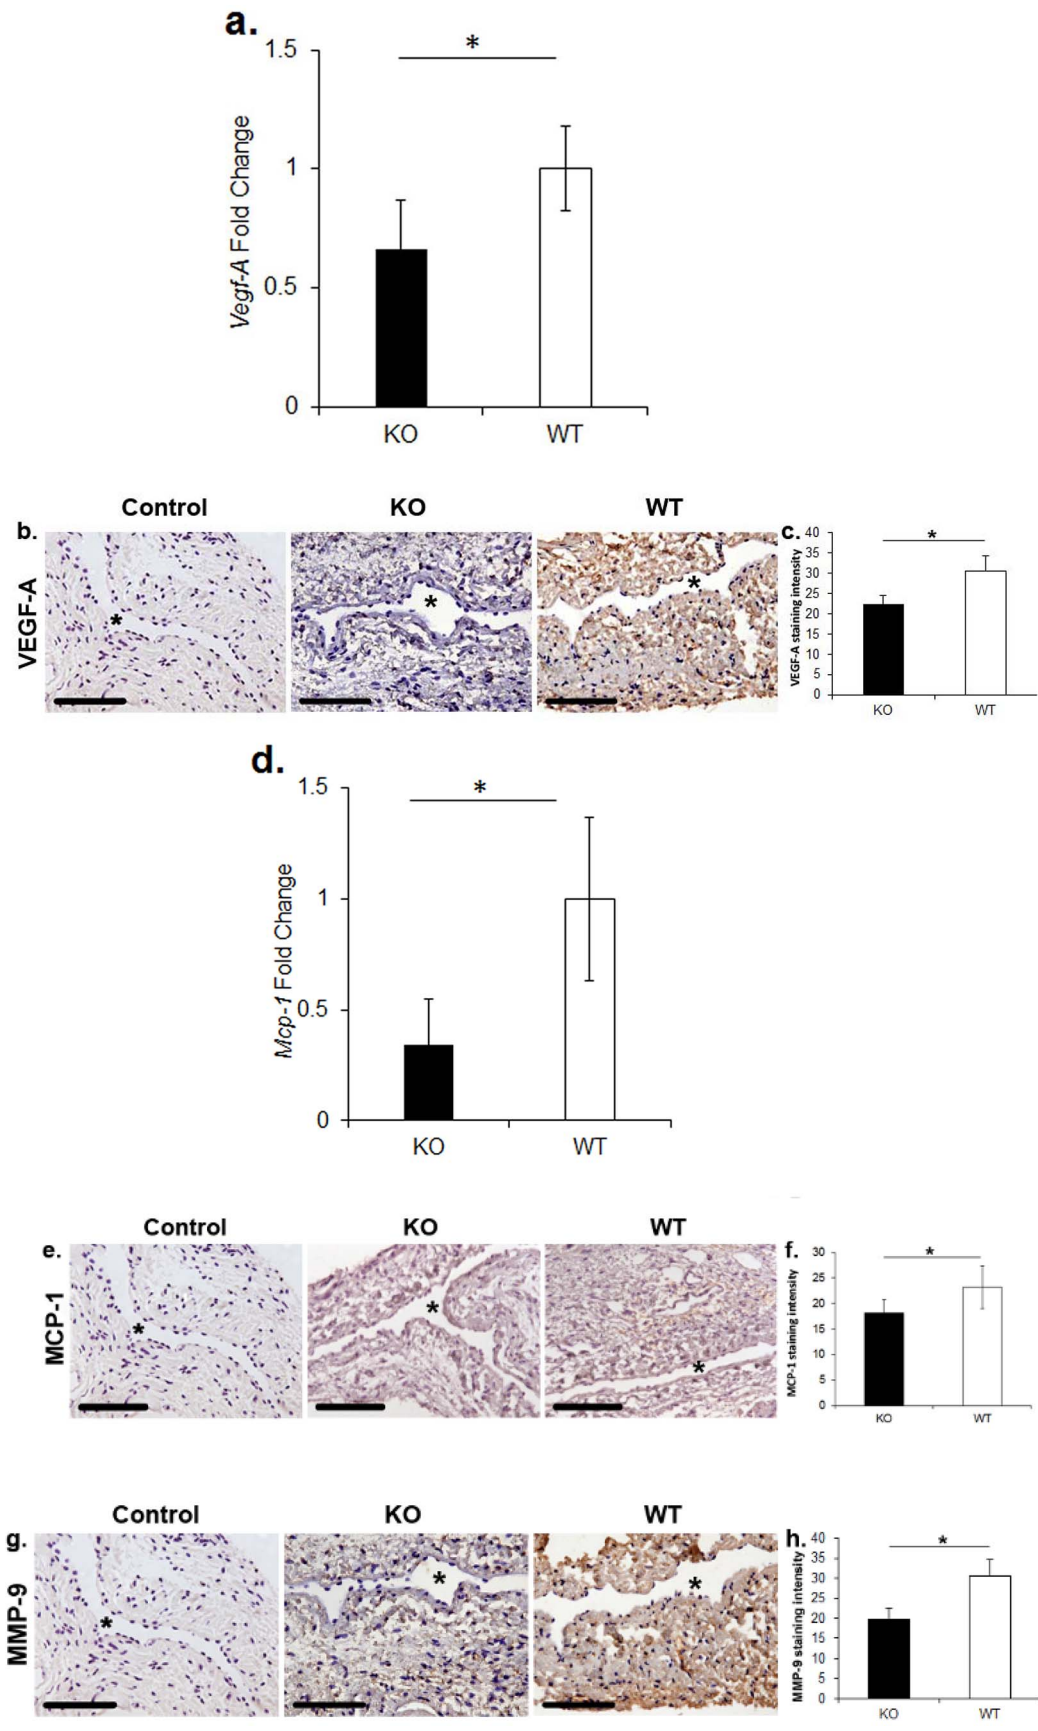 a.
*
1.5
1
0.5
0
Vegf-A Fold Change
KO
WT
Control
KO
WT
b.
VEGF-A
*
*
*
c.
*
40
35
30
25
20
15
10
5
0
VEGF-A staining intensity
KO
WT
d.
*
1.5
1
0.5
0
Mcp-1 Fold Change
KO
WT
Control
KO
WT
e.
MCP-1
*
*
*
f.
*
30
25
20
15
10
5
0
MCP-1 staining intensity
KO
WT
Control
KO
WT
g.
MMP-9
*
*
*
h.
*
40
35
30
25
20
15
10
5
0
MMP-9 staining intensity
KO
WT